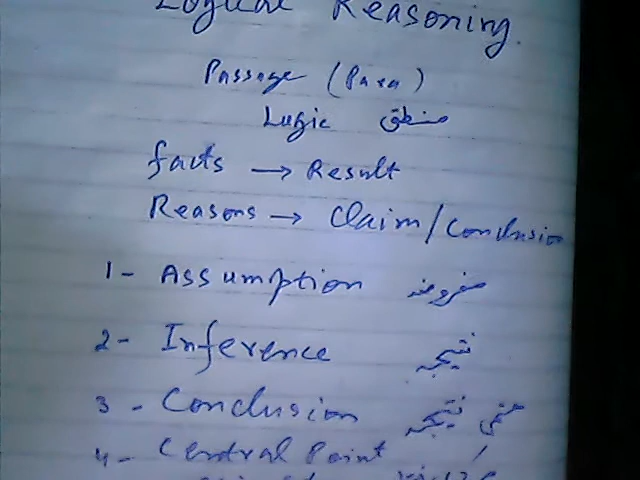 Logical Reasoning.
Passage (Para)
Logic منطق
facts → Result
Reasons → Claim/Conclusion
1- Assumption مفروضہ
2- Inference نتیجہ
3- Conclusion حتمی نتیجہ
4- Central Point